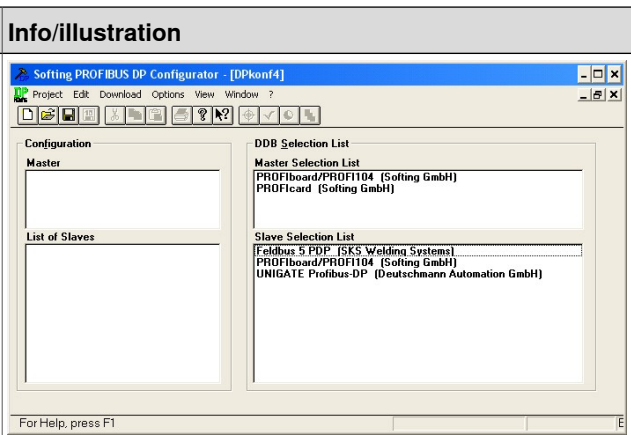 Info/illustration
Softing PROFIBUS DP Configurator - [DPkonf4]
Project Edit Download Options View Window ?
Configuration
DDB Selection List
Master
Master Selection List
PROFIboard/PROFI104 (Softing GmbH)
PROFIcard (Softing GmbH)
List of Slaves
Slave Selection List
Feldbus 5 PDP (SKS Welding Systems)
PROFIboard/PROFI104 (Softing GmbH)
UNIGATE Profibus-DP (Deutschmann Automation GmbH)
For Help, press F1
E